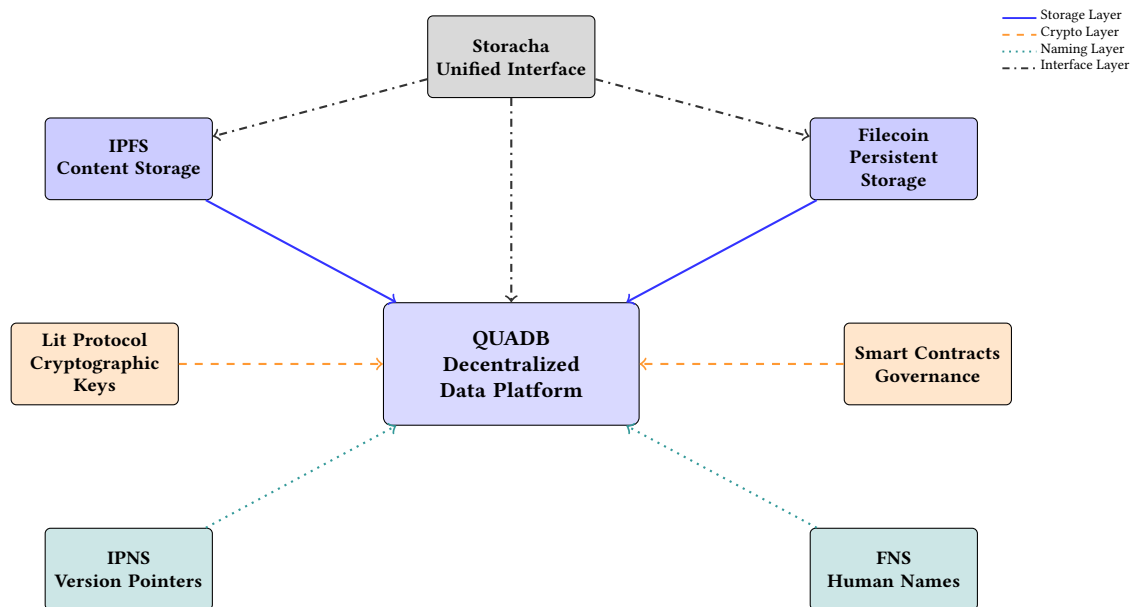 Storacha
Unified Interface
Storage Layer
Crypto Layer
Naming Layer
Interface Layer
IPFS
Content Storage
Filecoin
Persistent
Storage
Lit Protocol
Cryptographic
Keys
QUADB
Decentralized
Data Platform
Smart Contracts
Governance
IPNS
Version Pointers
FNS
Human Names